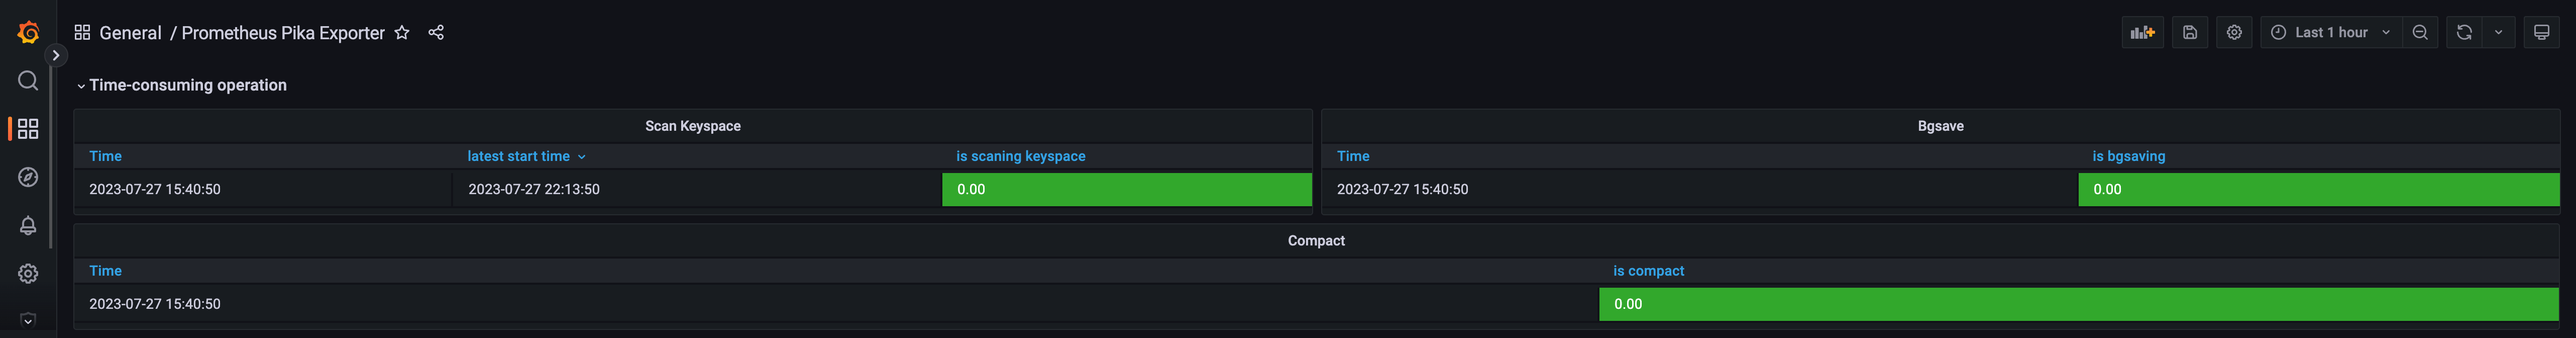 General / Prometheus Pika Exporter
Last 1 hour
Time-consuming operation
Scan Keyspace
Time latest start time is scaning keyspace
2023-07-27 15:40:50 2023-07-27 22:13:50 0.00
Bgsave
Time is bgsaving
2023-07-27 15:40:50 0.00
Compact
Time is compact
2023-07-27 15:40:50 0.00